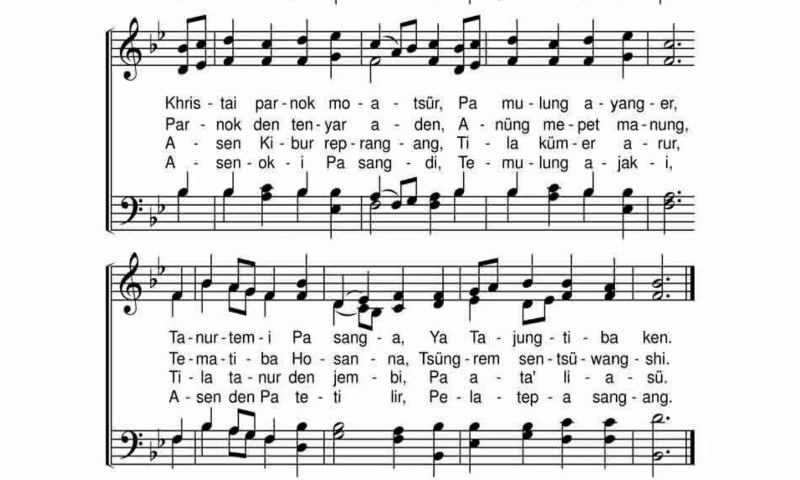 Khris - tai par - nok mo - a - tsür, Pa mu - lung a - yang - er,
Par - nok den ten - yar a - den, A - nüng me - pet ma - nung,
A - sen Ki - bur rep - rang - ang, Ti - la küm - er a - rur,
A - sen - ok - i Pa sang - di, Te - mu - lung a - jak - i,
Ta - nur - tem - i Pa sang - a, Ya Ta - jung - ti - ba ken.
Te - ma - ti - ba Ho - san - na, Tsüng - rem sen - tsü - wang - shi.
Ti - la ta - nur den jem - bi, Pa a - ta' li - a - sü.
A - sen den Pa te - ti lir, Pe - la - tep - a sang - ang.